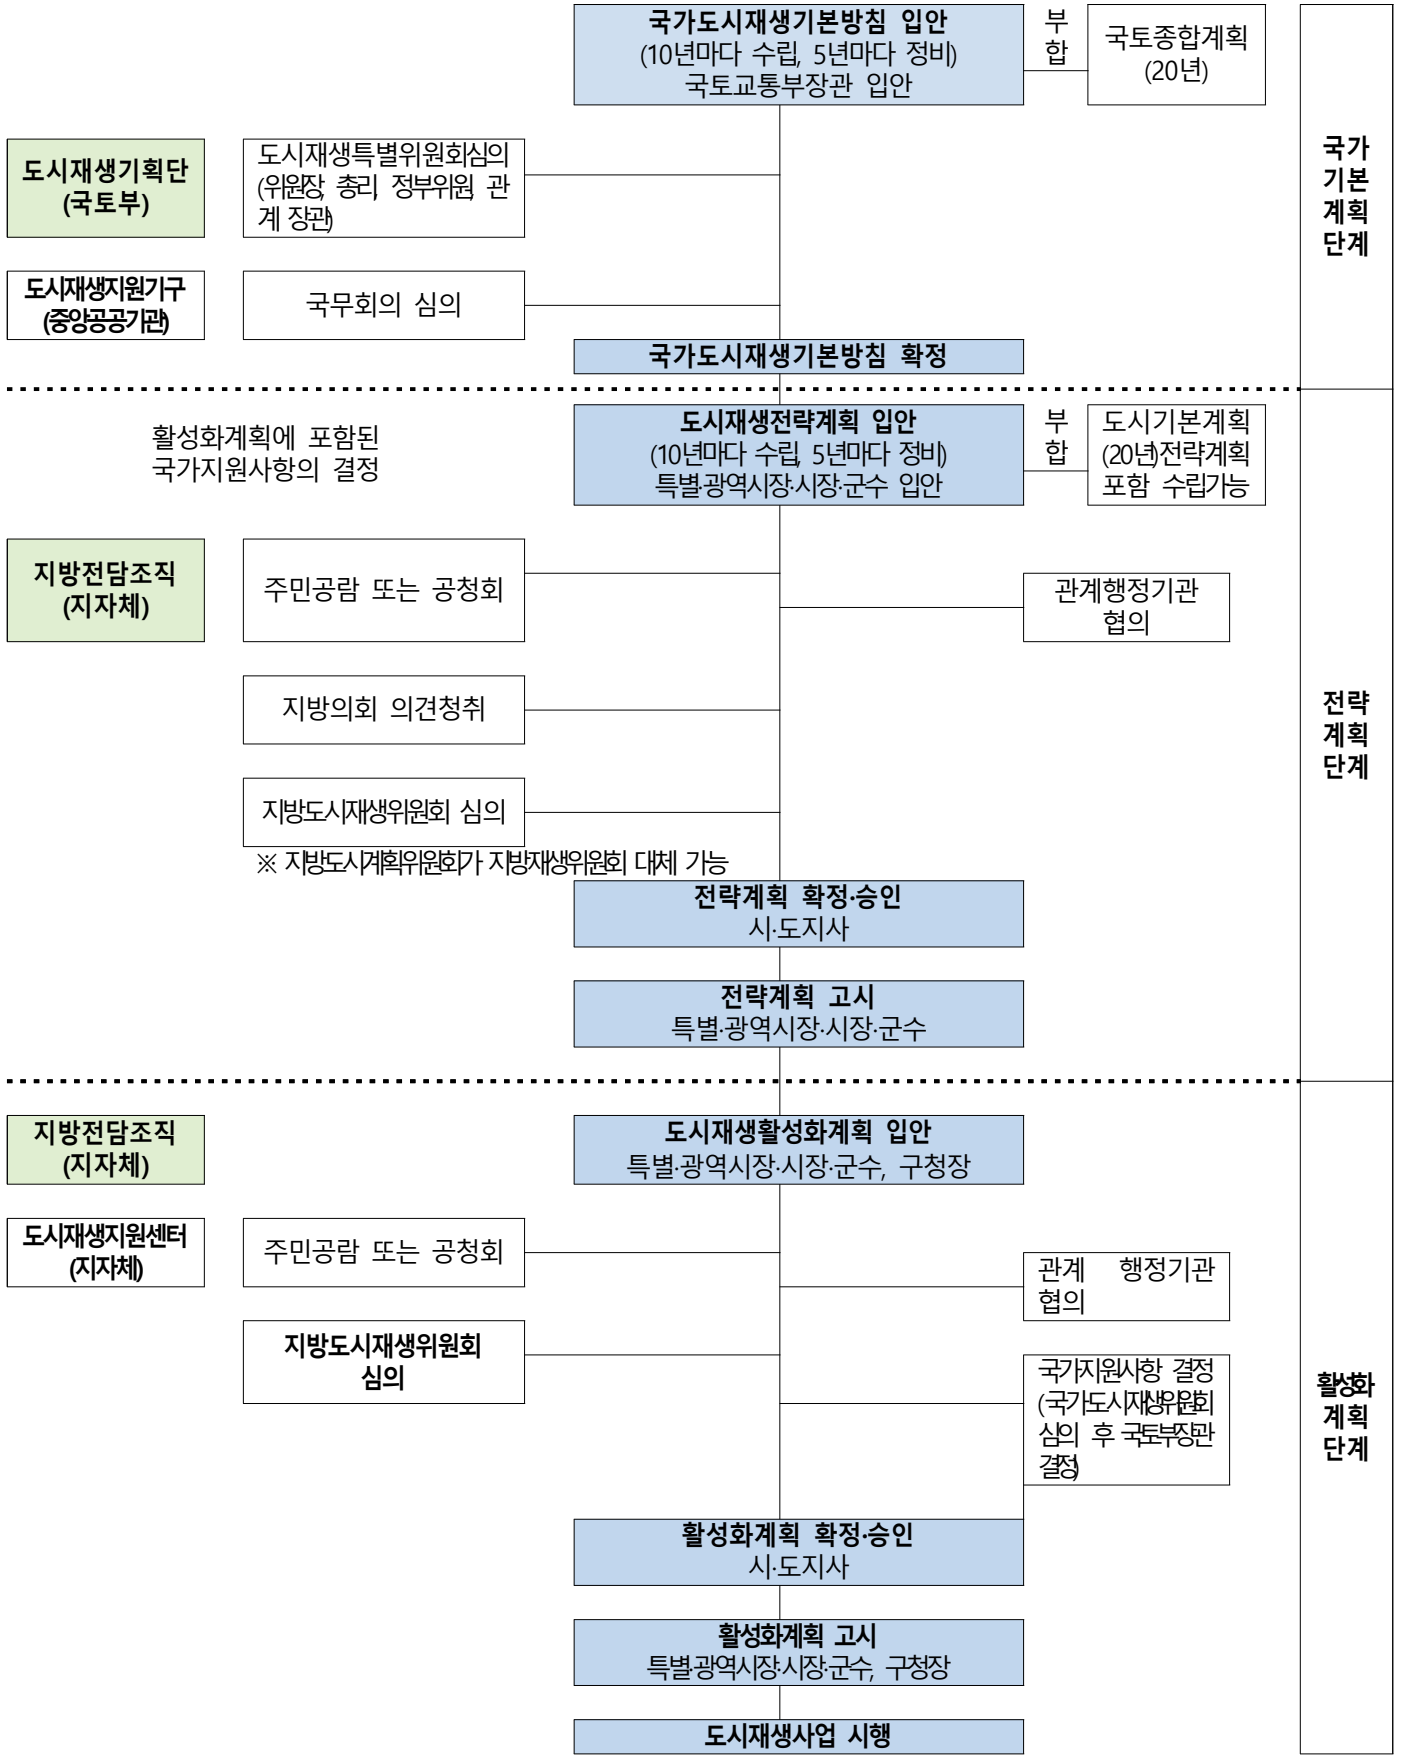 국가도시재생기본방침 입안
(10년마다 수립, 5년마다 정비)
국토교통부장관 입안
부
합
국토종합계획
(20년)
국가
기본
계획
단계
도시재생기획단
(국토부)
도시재생특별위원회심의
(위원장, 총리, 정부위원, 관
계 장관)
도시재생지원기구
(중앙공공기관)
국무회의 심의
국가도시재생기본방침 확정
활성화계획에 포함된
국가지원사항의 결정
도시재생전략계획 입안
(10년마다 수립, 5년마다 정비)
특별·광역시장·시장·군수 입안
부
합
도시기본계획
(20년)전략계획
포함 수립가능
지방전담조직
(지자체)
주민공람 또는 공청회
관계행정기관
협의
지방의회 의견청취
전략
계획
단계
지방도시재생위원회 심의
※ 지방도시계획위원회가 지방재생위원회 대체 가능
전략계획 확정·승인
시·도지사
전략계획 고시
특별·광역시장·시장·군수
지방전담조직
(지자체)
도시재생활성화계획 입안
특별·광역시장·시장·군수, 구청장
도시재생지원센터
(지자체)
주민공람 또는 공청회
관계 행정기관
협의
지방도시재생위원회
심의
국가지원사항 결정
(국가도시재생위원회
심의 후 국토부장관
결정)
활성화
계획
단계
활성화계획 확정·승인
시·도지사
활성화계획 고시
특별·광역시장·시장·군수, 구청장
도시재생사업 시행